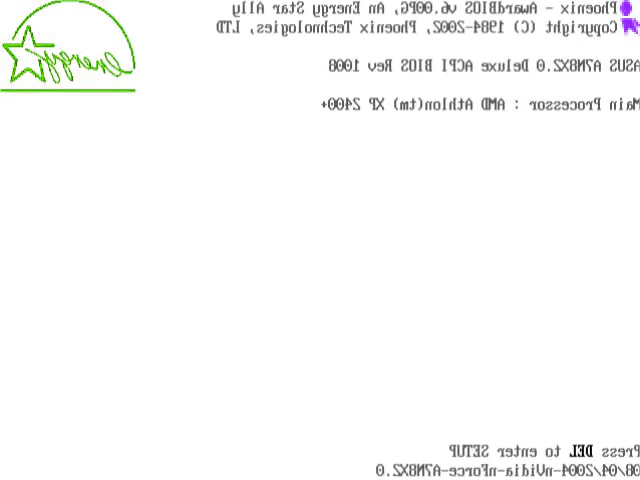 Phoenix - AwardBIOS v6.00PG, An Energy Star Ally
Copyright (C) 1984-2002, Phoenix Technologies, LTD
energy
ASUS A7N8X2.0 Deluxe ACPI BIOS Rev 1008
Main Processor : AMD Athlon(tm) XP 2400+
Press DEL to enter SETUP
08/04/2004-nVidia-nForce-A7N8X2.0